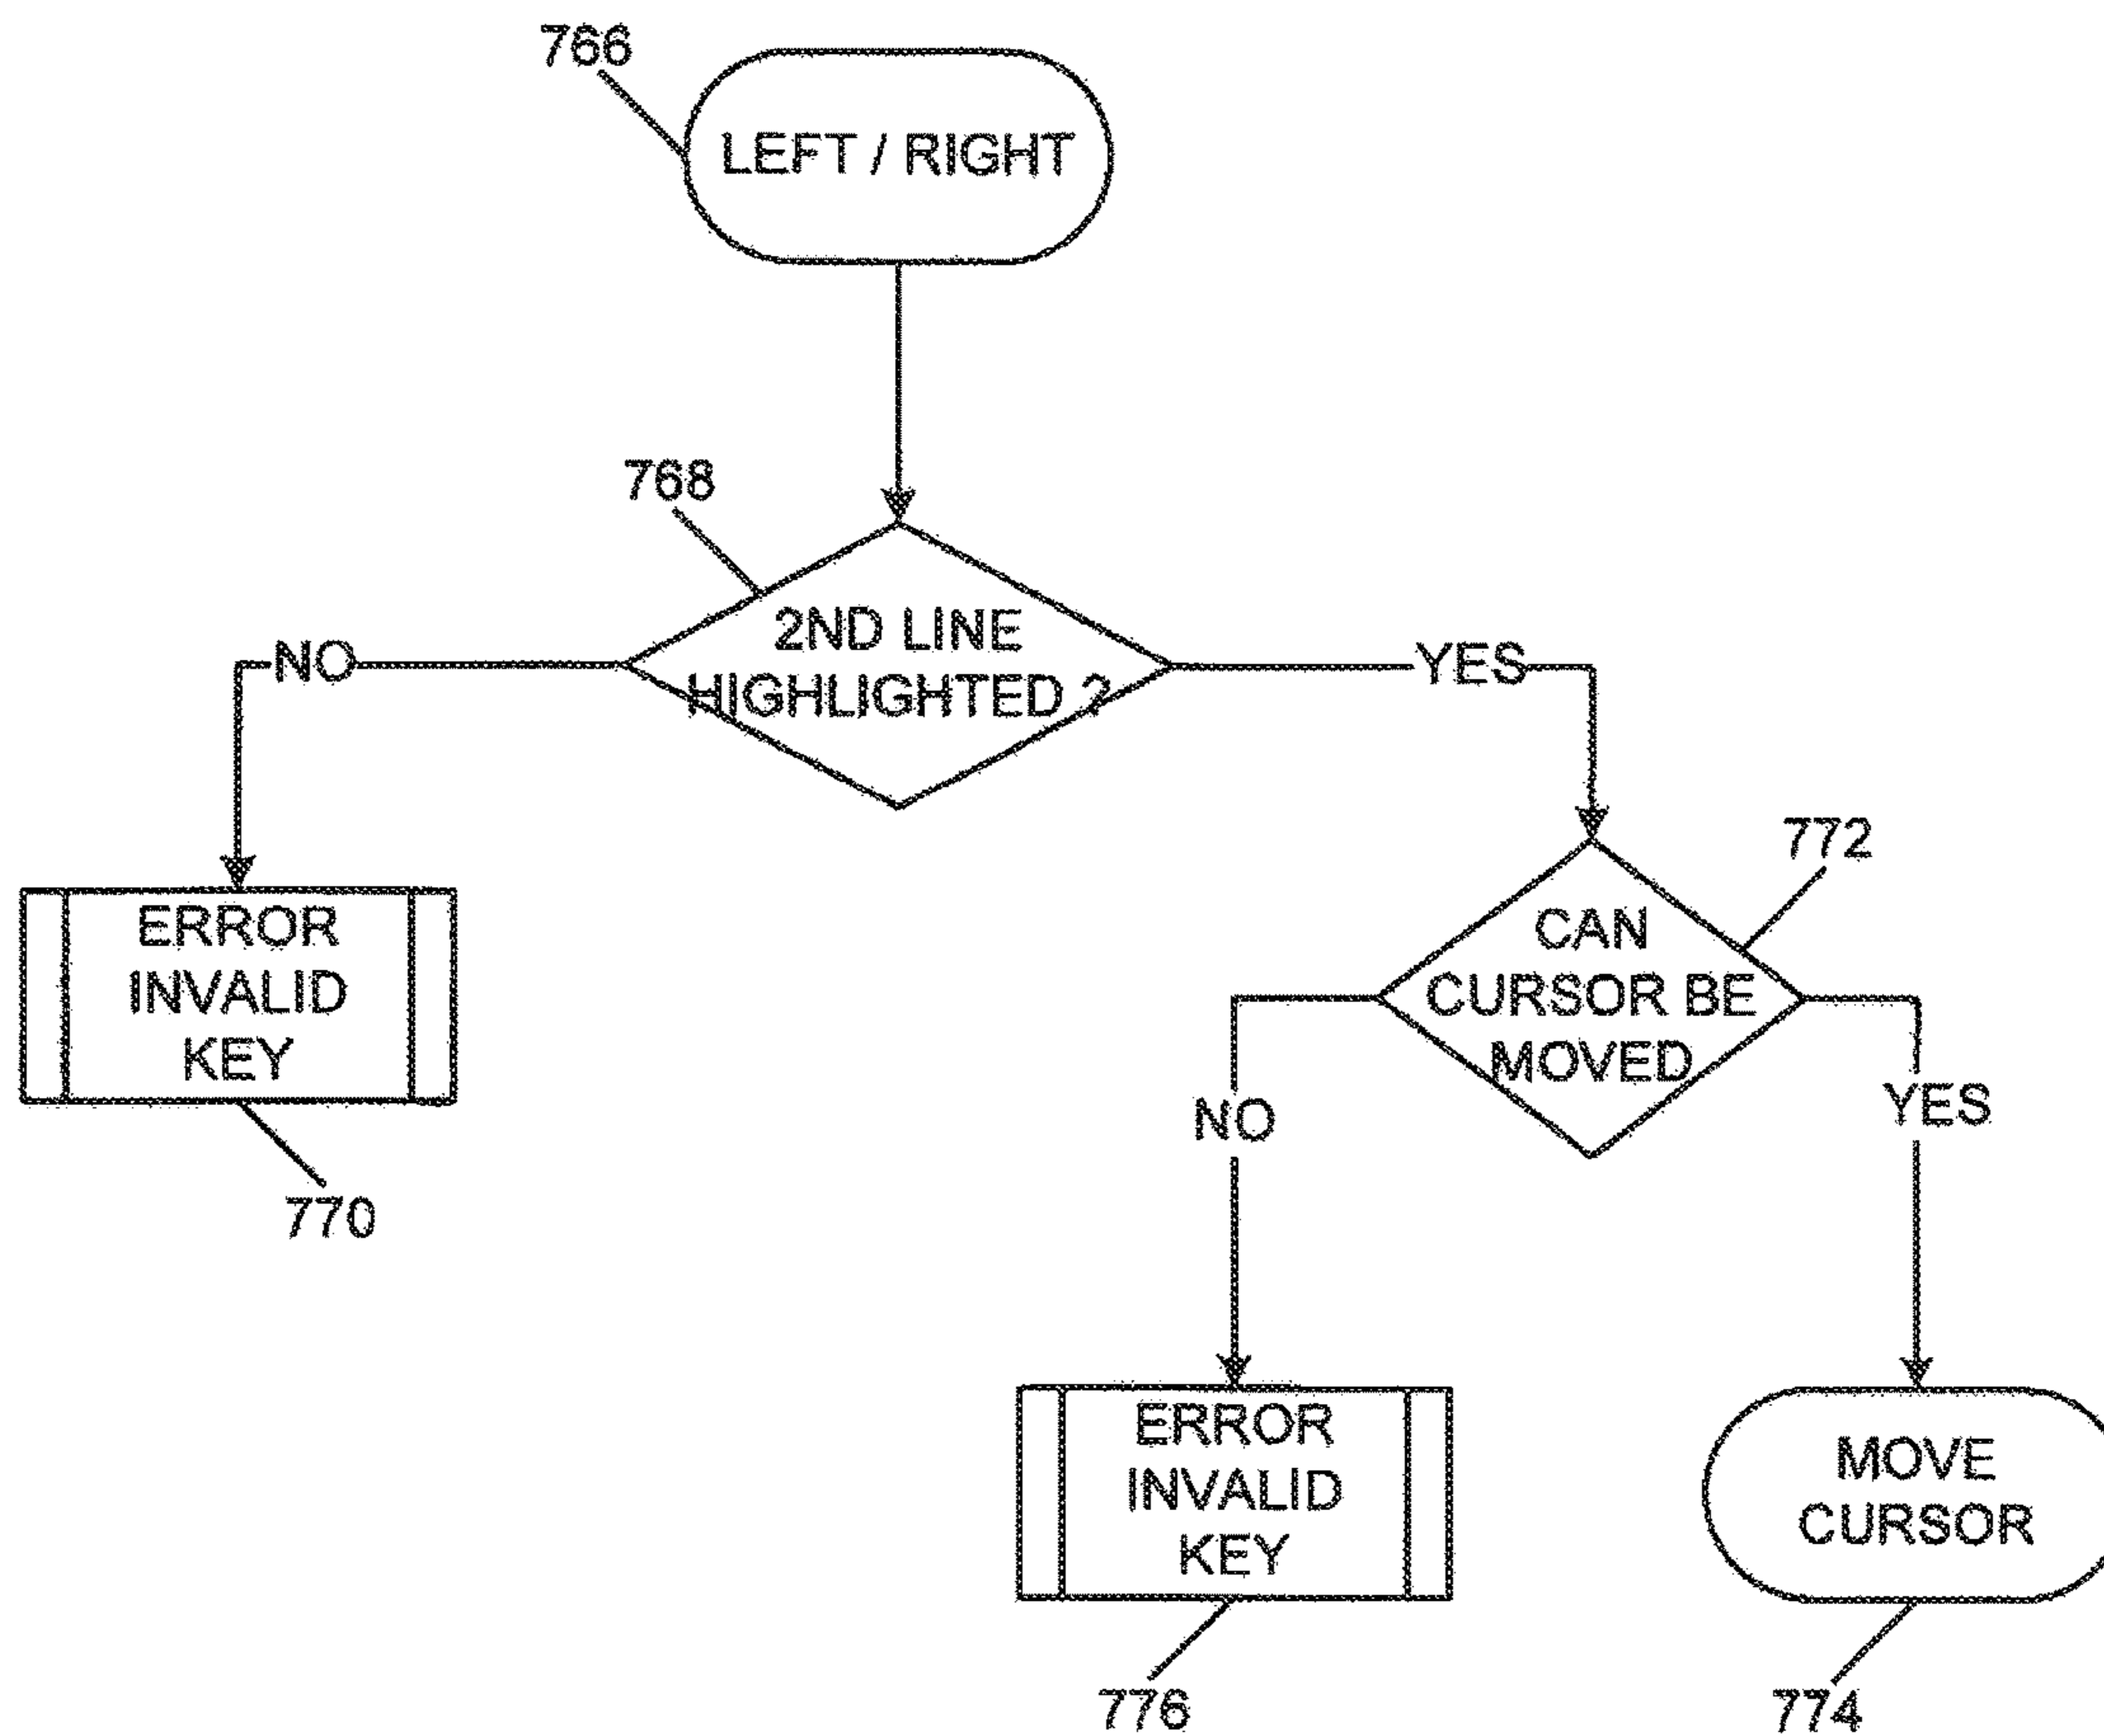 766
LEFT / RIGHT
768
2ND LINE
HIGHLIGHTED ?
NO
YES
ERROR
INVALID
KEY
770
772
CAN
CURSOR BE
MOVED
NO
YES
ERROR
INVALID
KEY
776
MOVE
CURSOR
774